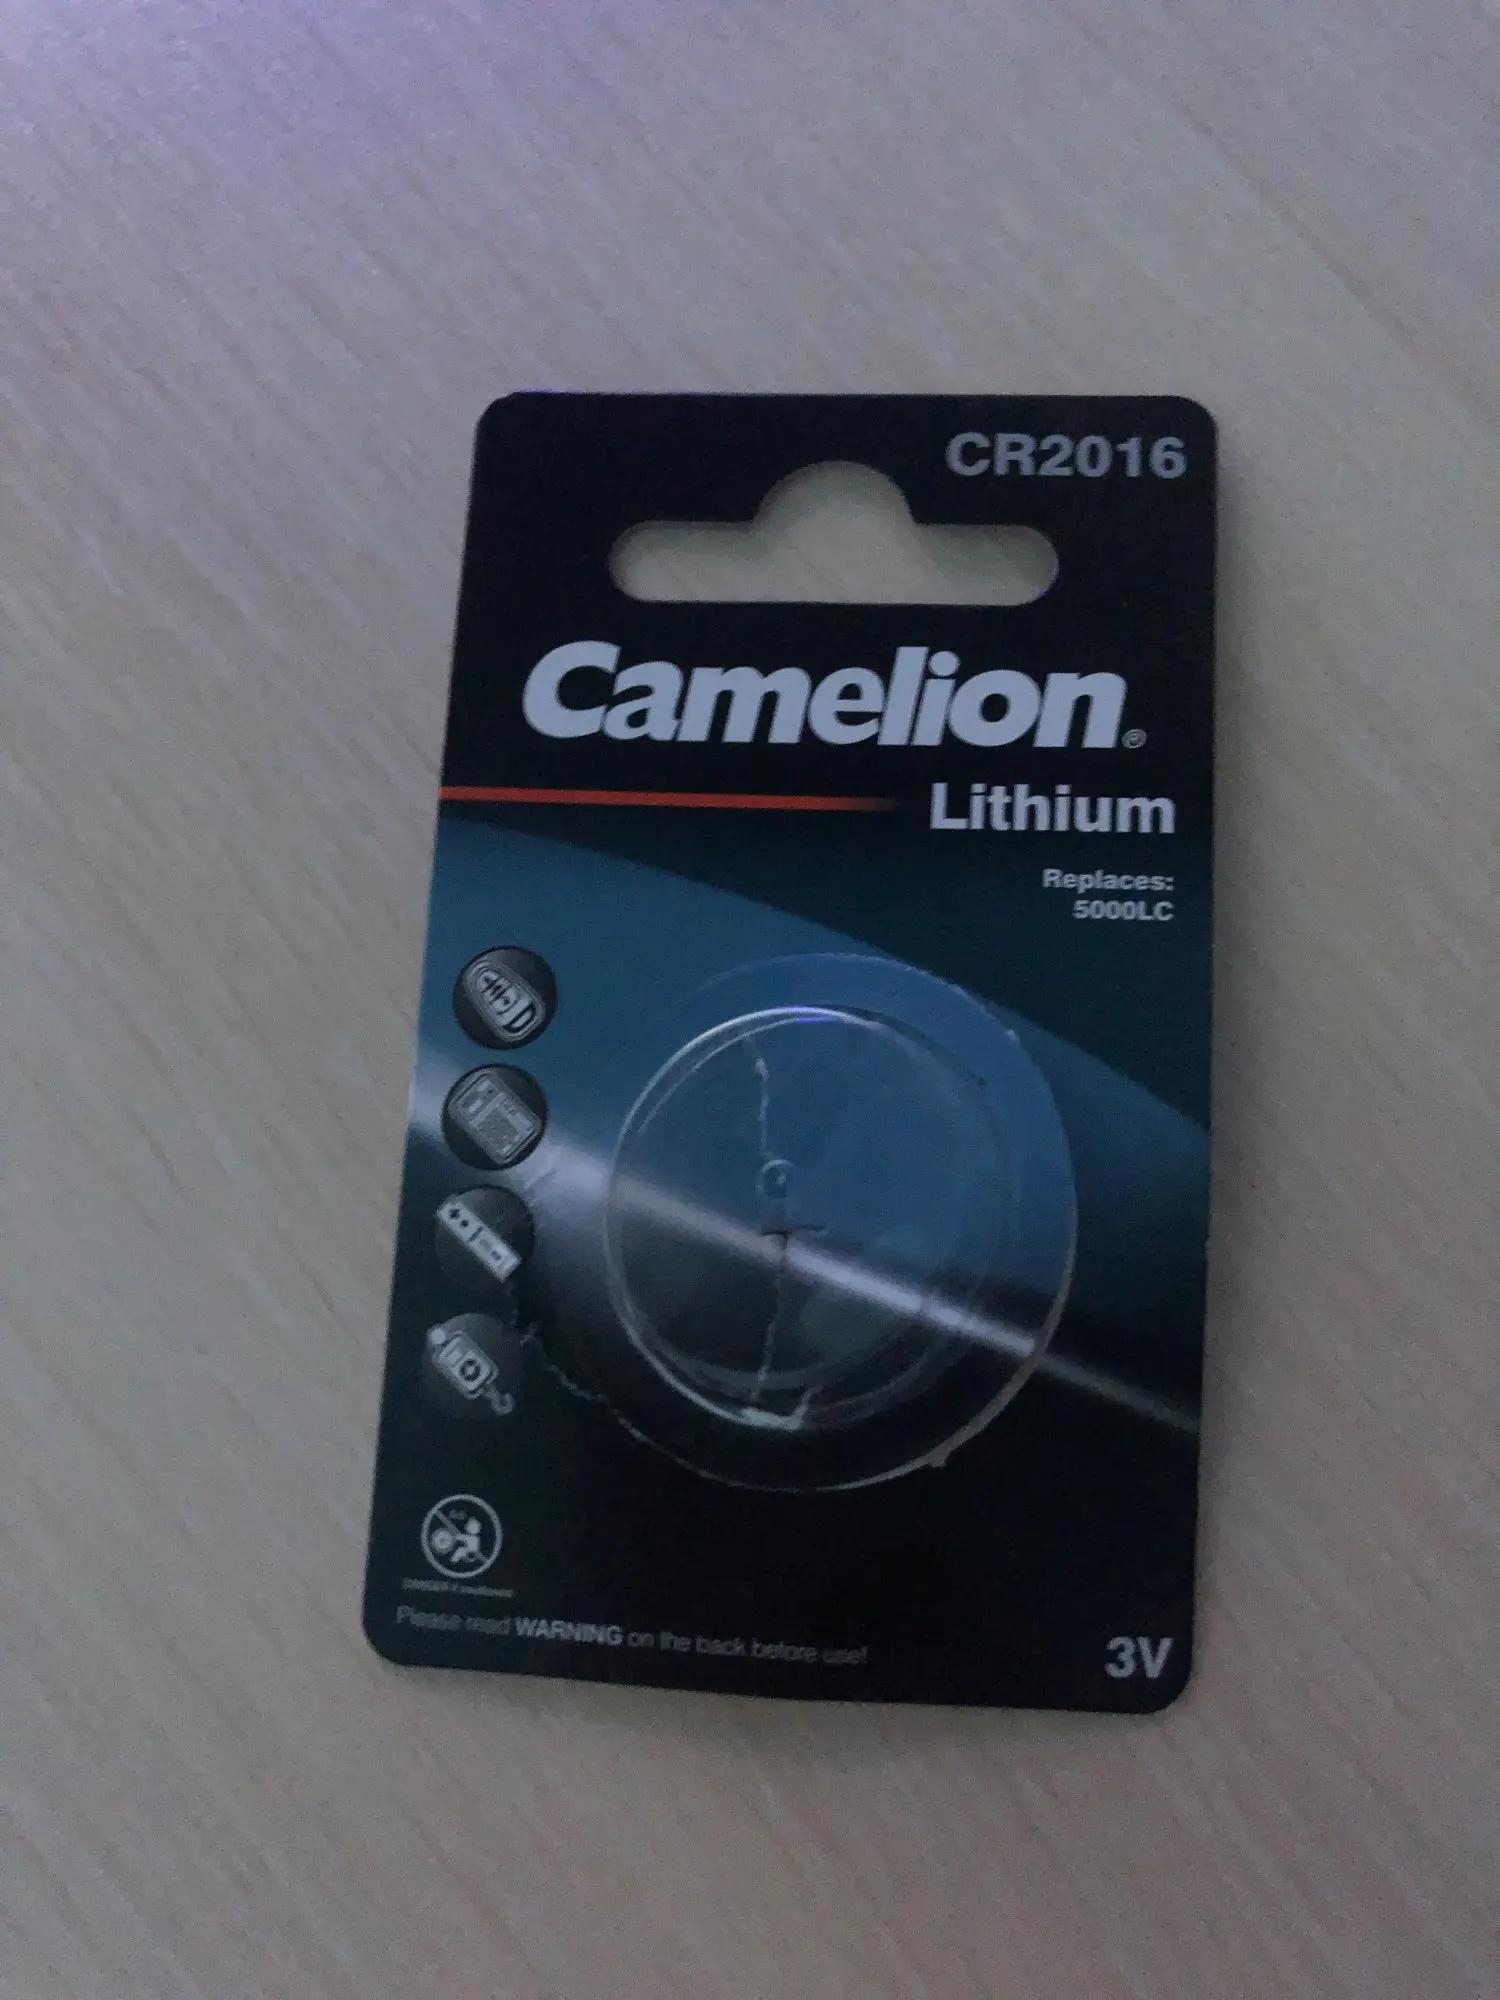 CR2016
Camelion®
Lithium
Replaces:
5000LC
Please read WARNING on the back before use!
3V